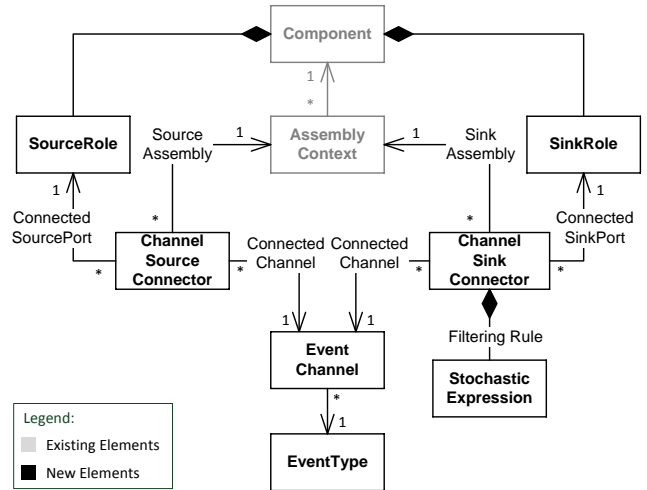 Component
1
*
SourceRole
Source
Assembly
1
Assembly
Context
1
Sink
Assembly
SinkRole
1
Connected
SourcePort
*
*
Channel
Source
Connector
*
Connected
Channel
Connected
Channel
*
*
Channel
Sink
Connector
*
1
Connected
SinkPort
1
1
Event
Channel
Filtering Rule
Stochastic
Expression
*
1
EventType
Legend:
Existing Elements
New Elements